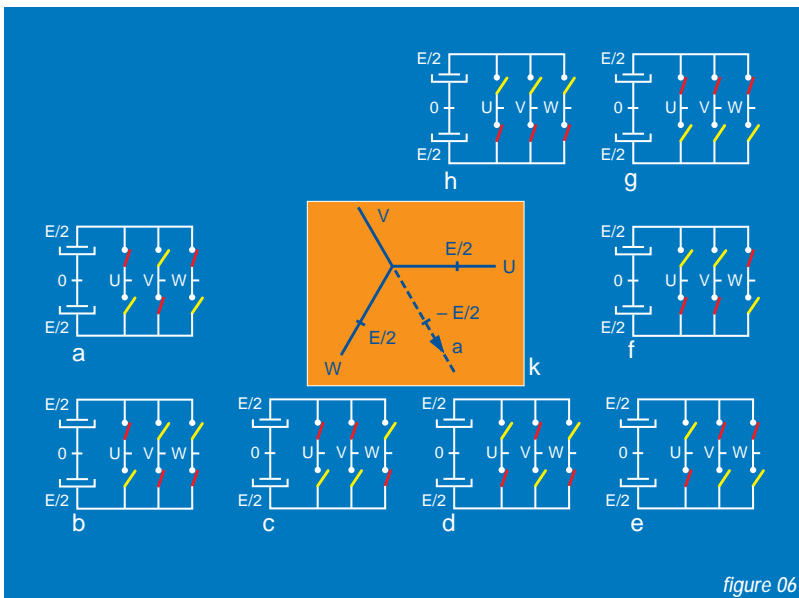 E/2 E/2
0 U V W 0 U V W
E/2 E/2
h g
V
E/2 U
E/2 E/2
0 U V W 0 U V W
– E/2
E/2 E/2 E/2
a W a k f
E/2 E/2 E/2 E/2
0 U V W 0 U V W 0 U V W 0 U V W
E/2 E/2 E/2 E/2
b c d e
figure 06